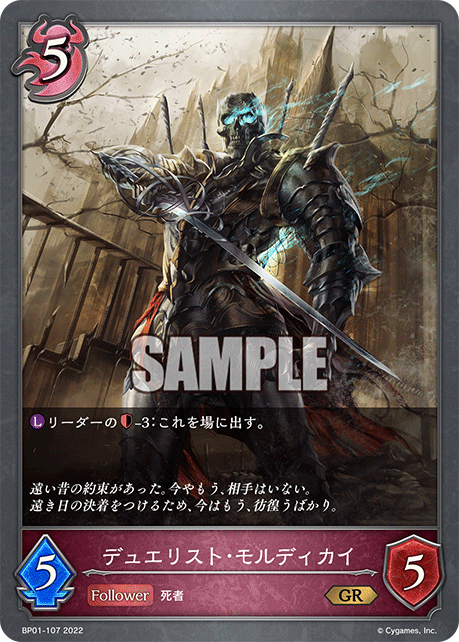 5
SAMPLE
L リーダーの -3：これを場に出す。
遠い昔の約束があった。今やもう、相手はいない。
遠き日の決着をつけるため、今はもう、彷徨うばかり。
デュエリスト・モルディカイ
5 Follower 死者 GR 5
BP01-107 2022 © Cygames, Inc.